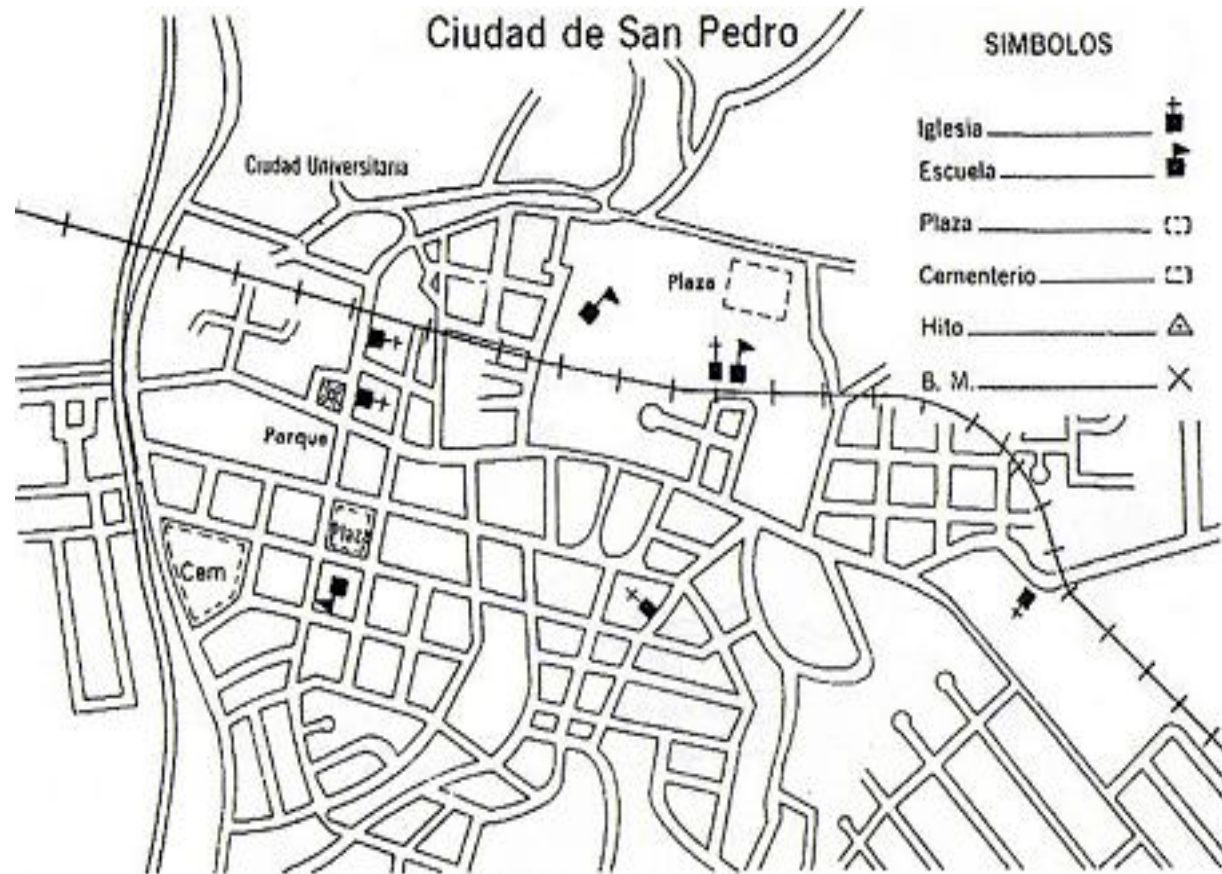 Ciudad de San Pedro
SIMBOLOS
Iglesia
Escuela
Plaza
Cementerio
Hito
B. M.
Ciudad Universitaria
Plaza
Parque
Plaza
Cem